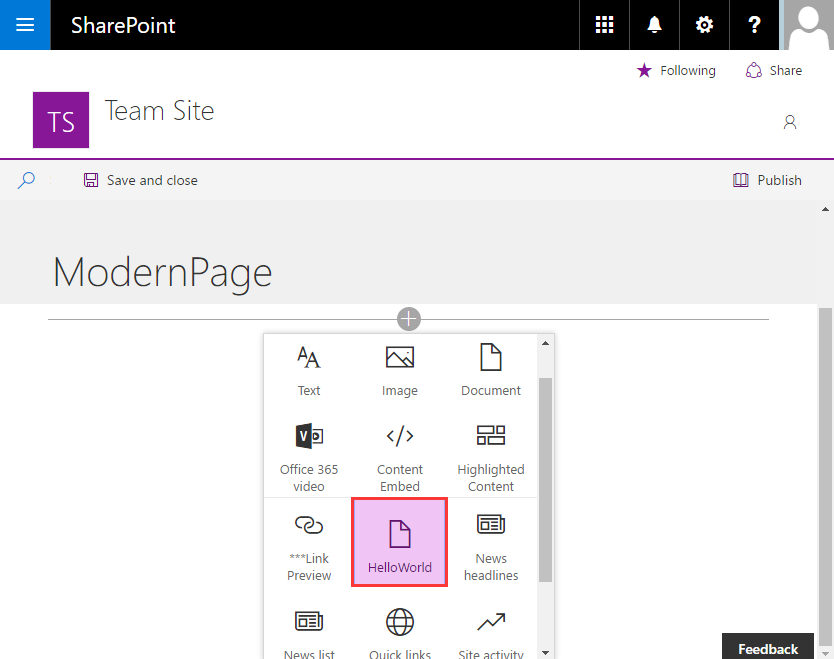 SharePoint
?
Following
Share
TS
Team Site
Save and close
Publish
ModernPage
Text
Image
Document
Office 365
video
Content
Embed
Highlighted
Content
***Link
Preview
HelloWorld
News
headlines
News list
Quick links
Site activity
Feedback